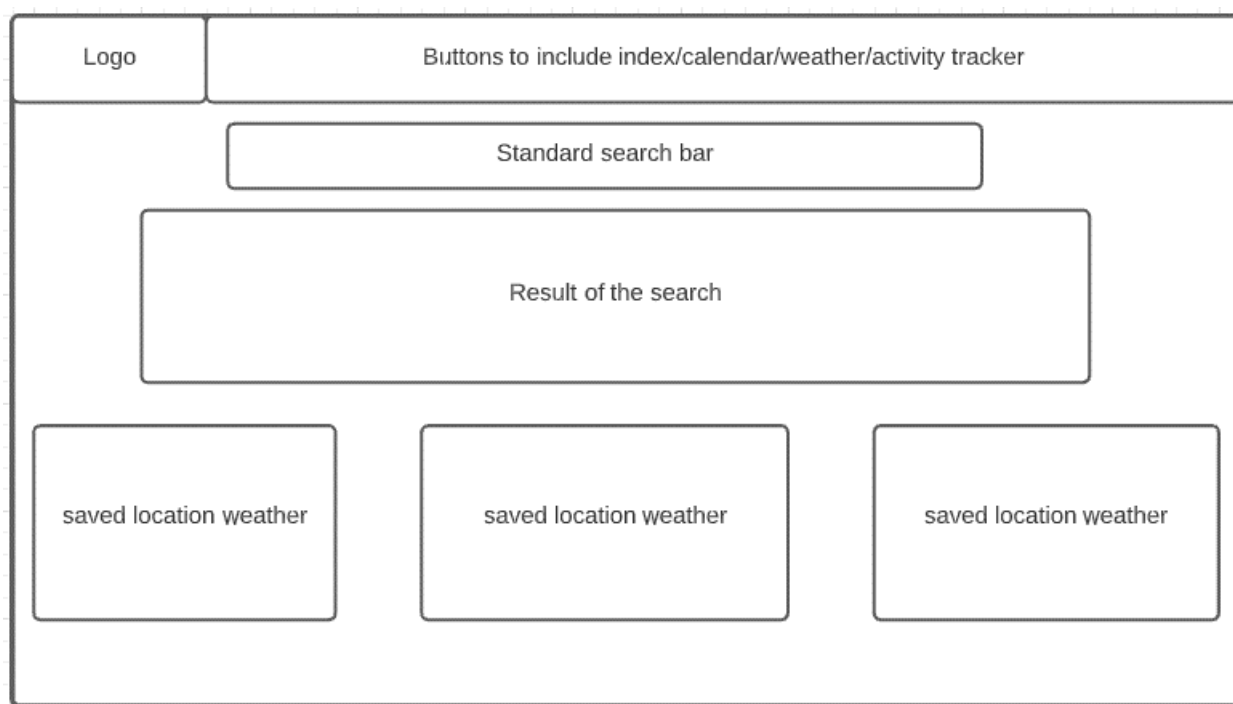 Logo
Buttons to include index/calendar/weather/activity tracker
Standard search bar
Result of the search
saved location weather
saved location weather
saved location weather